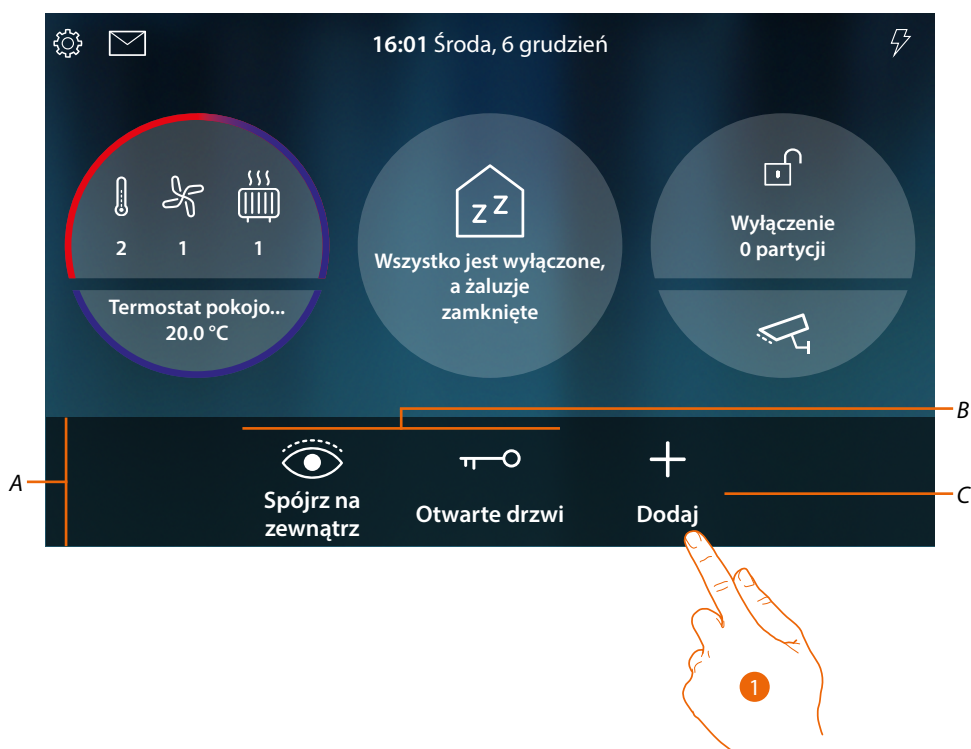 16:01 Środa, 6 grudzień
2 1 1
Termostat pokojo...
20.0 °C
z Z
Wszystko jest wyłączone,
a żaluzje
zamknięte
Wyłączenie
0 partycji
B
A
Spójrz na
zewnątrz
Otwarte drzwi
Dodaj
C
1